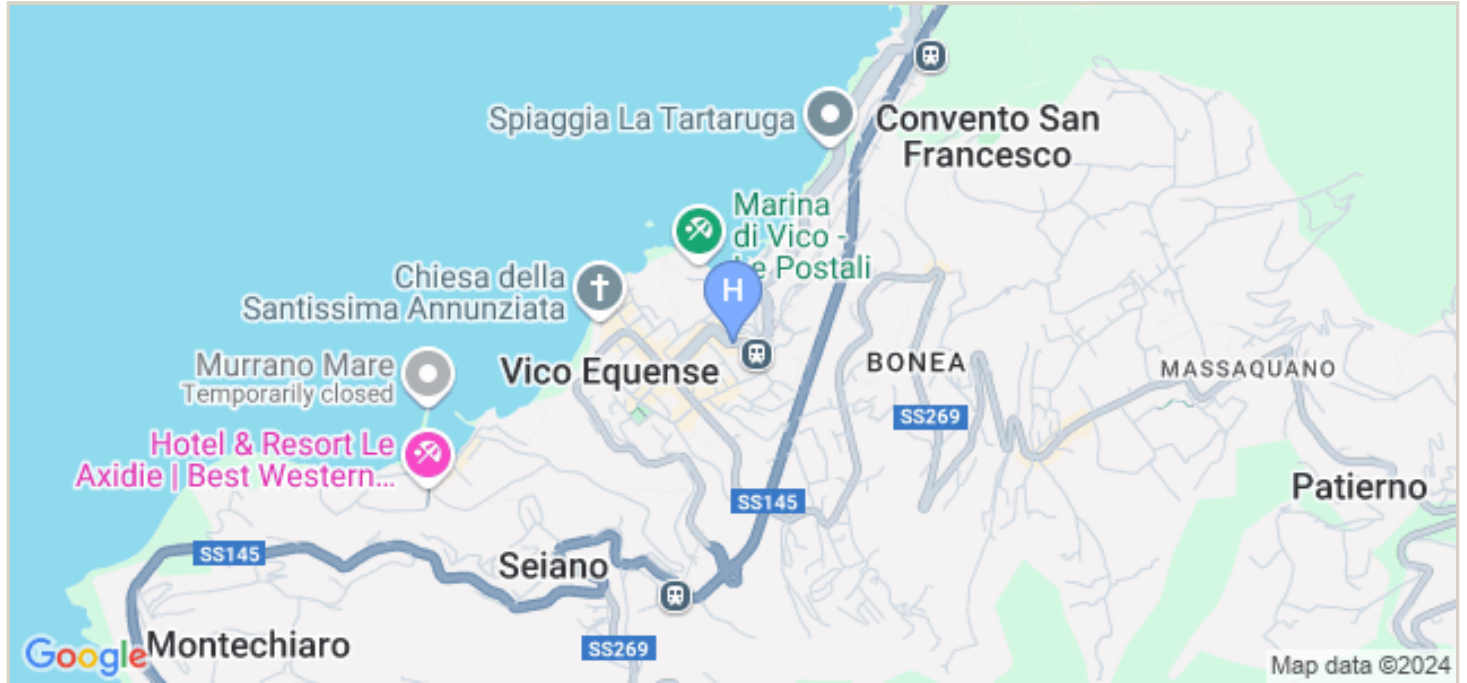 Spiaggia La Tartaruga
Convento San
Francesco
Marina
di Vico -
Le Postali
H
Chiesa della
Santissima Annunziata
Murrano Mare
Temporarily closed
Vico Equense
BONEA
MASSAQUANO
SS269
Hotel & Resort Le
Axidie | Best Western...
SS145
Patierno
SS145
Seiano
Montechiaro
SS269
Google
Map data ©2024